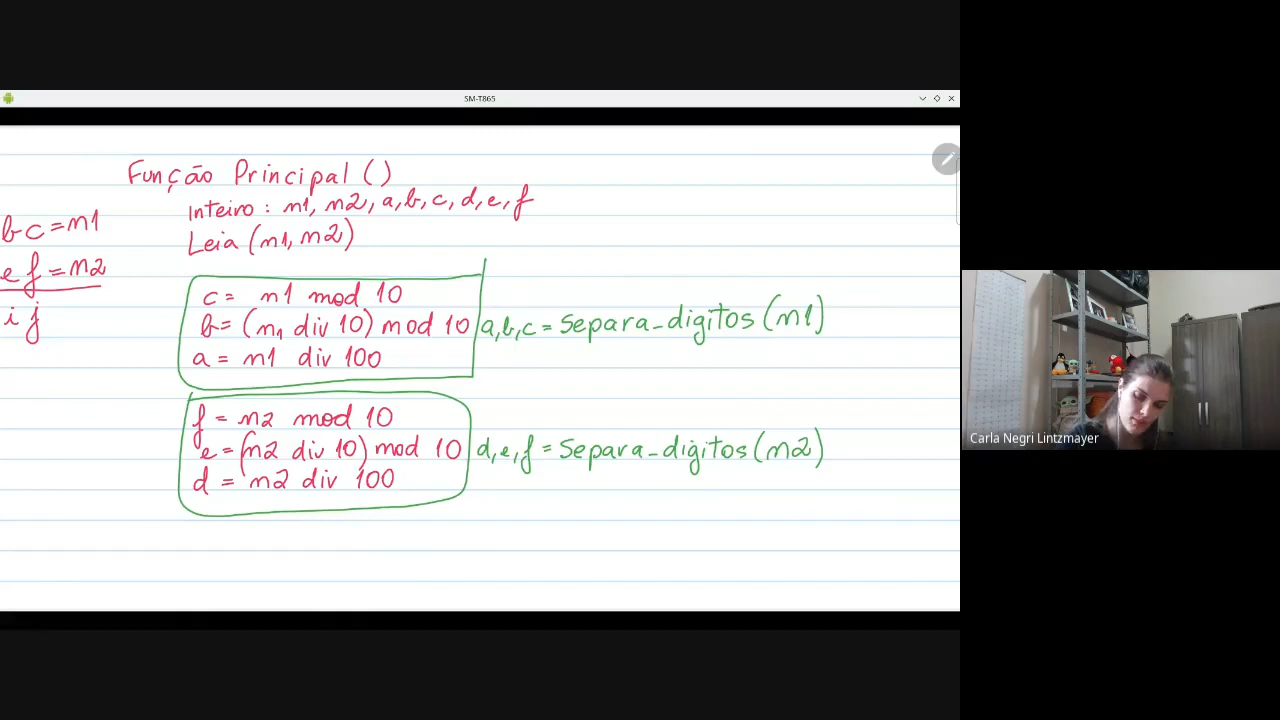 SM-T865
Função Principal ()
Inteiro : n1, n2, a, b, c, d, e, f
Leia (n1, n2)
b c = n1
e f = n2
i j
c = n1 mod 10
b = (n1 div 10) mod 10
a = n1 div 100
a, b, c = separa_digitos (n1)
f = n2 mod 10
e = (n2 div 10) mod 10
d = n2 div 100
d, e, f = separa_digitos (n2)
Carla Negri Lintzmayer